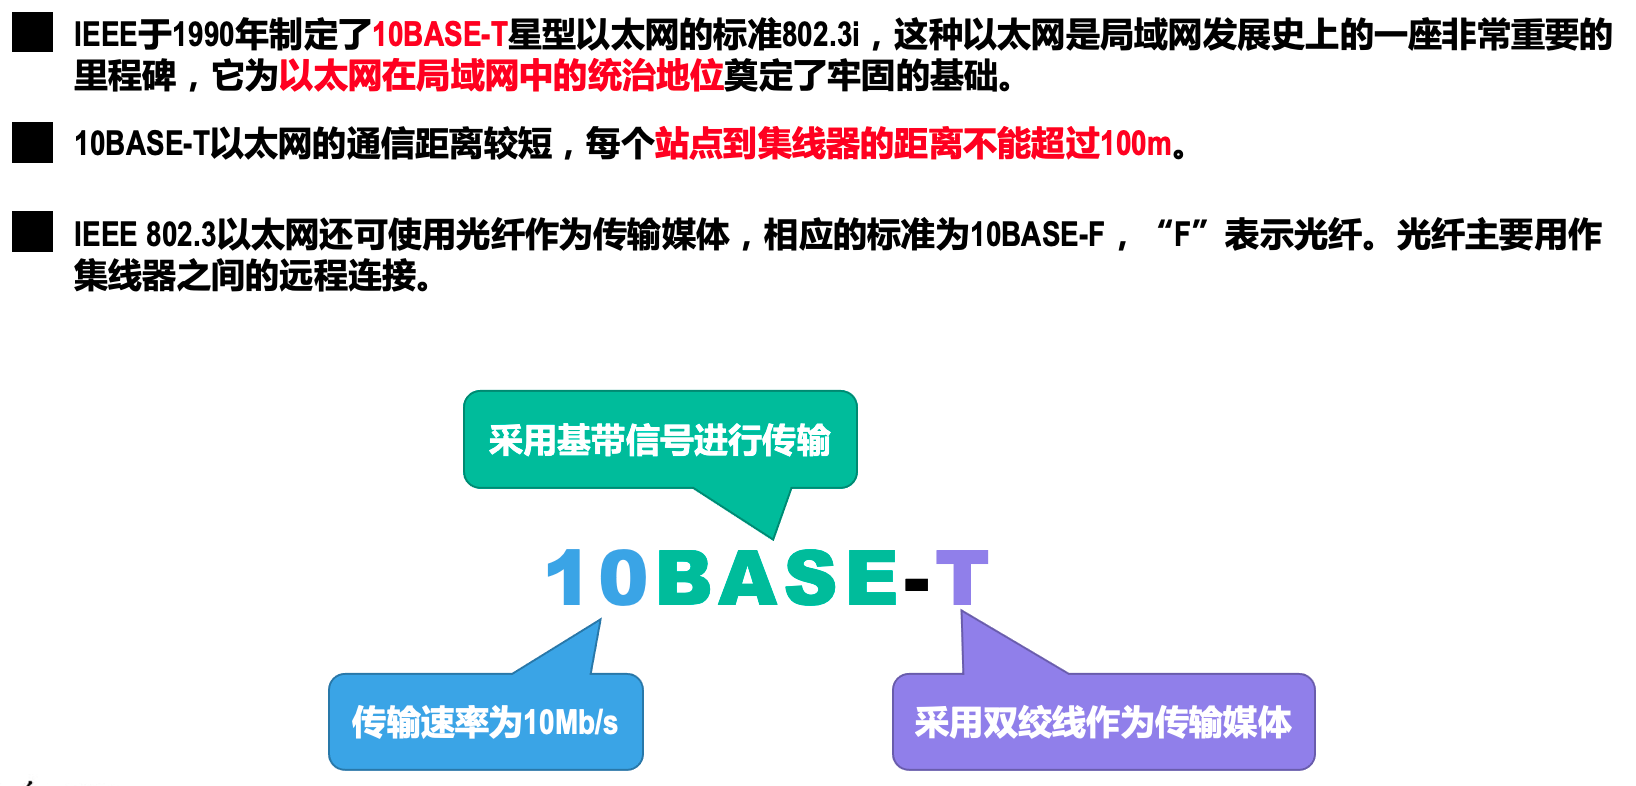 IEEE于1990年制定了10BASE-T星型以太网的标准802.3i，这种以太网是局域网发展史上的一座非常重要的
里程碑，它为以太网在局域网中的统治地位奠定了牢固的基础。
10BASE-T以太网的通信距离较短，每个站点到集线器的距离不能超过100m。
IEEE 802.3以太网还可使用光纤作为传输媒体，相应的标准为10BASE-F，“F”表示光纤。光纤主要用作
集线器之间的远程连接。
采用基带信号进行传输
10BASE-T
传输速率为10Mb/s
采用双绞线作为传输媒体